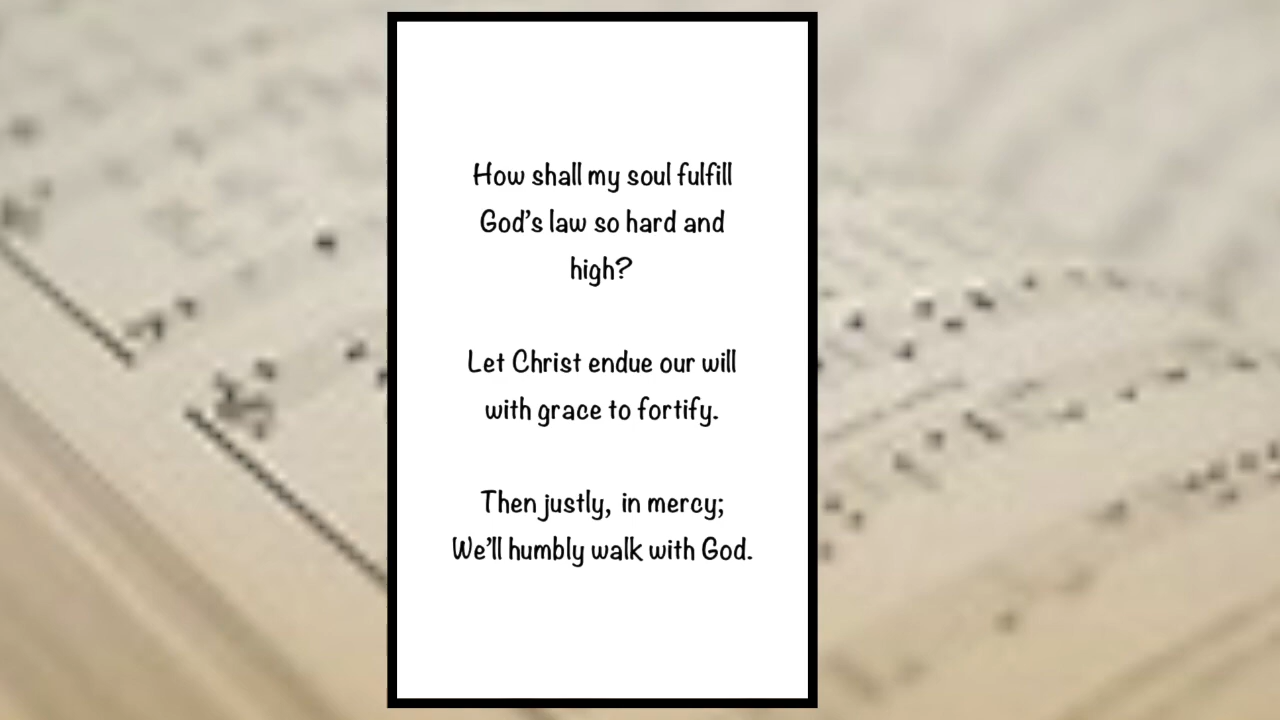 How shall my soul fulfill
God's law so hard and
high?
Let Christ endue our will
with grace to fortify.
Then justly, in mercy;
We'll humbly walk with God.